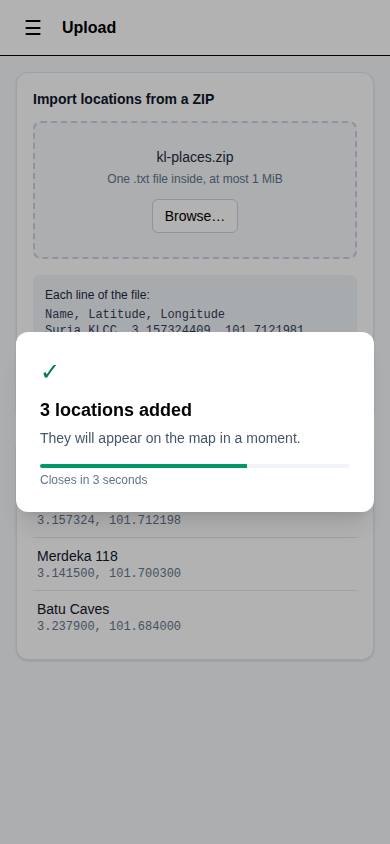 ☰ Upload
Import locations from a ZIP
kl-places.zip
One .txt file inside, at most 1 MiB
Browse…
Each line of the file:
Name, Latitude, Longitude
Suria KLCC, 3.157324409, 101.7121981
✓
3 locations added
They will appear on the map in a moment.
Closes in 3 seconds
3.157324, 101.712198
Merdeka 118
3.141500, 101.700300
Batu Caves
3.237900, 101.684000